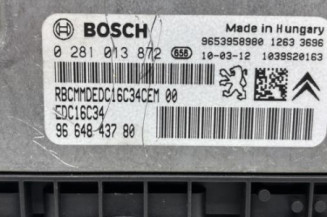 BOSCH Made in Hungary
9653958980 1263 3696
0 281 013 872 658 10-03-12 1039S20163
RBCMMDEDC16C34CEM 00
EDC16C34
96 648 437 80